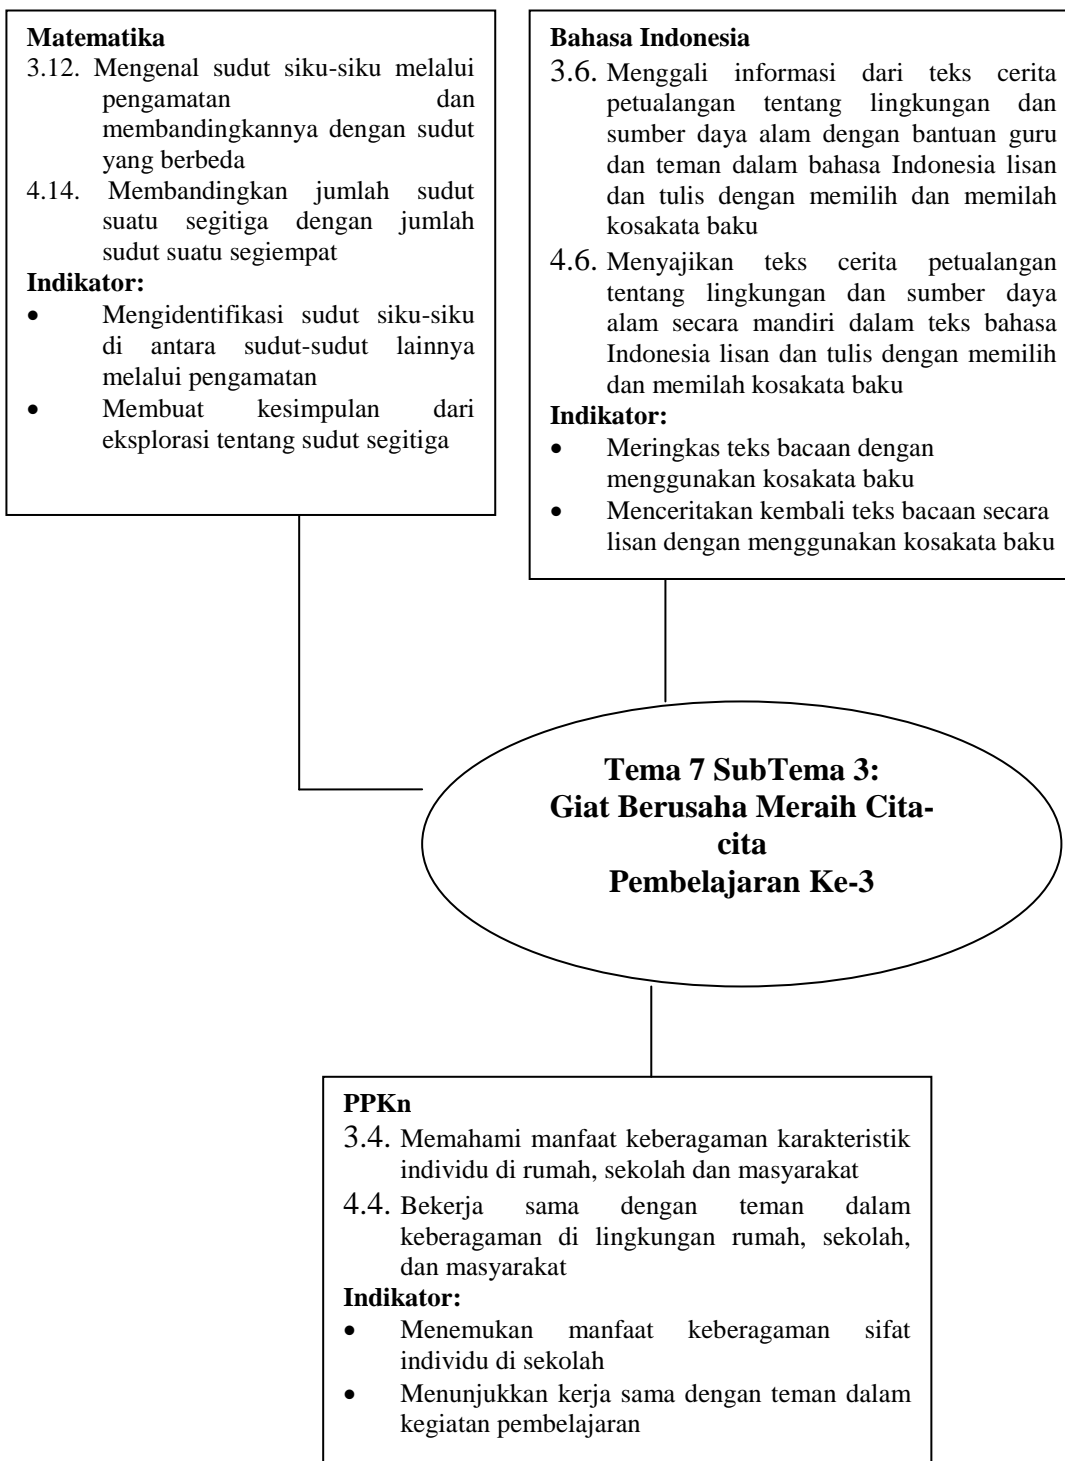 Matematika
3.12. Mengenal sudut siku-siku melalui
pengamatan dan
membandingkannya dengan sudut
yang berbeda
4.14. Membandingkan jumlah sudut
suatu segitiga dengan jumlah
sudut suatu segiempat
Indikator:
• Mengidentifikasi sudut siku-siku
di antara sudut-sudut lainnya
melalui pengamatan
• Membuat kesimpulan dari
eksplorasi tentang sudut segitiga
Bahasa Indonesia
3.6. Menggali informasi dari teks cerita
petualangan tentang lingkungan dan
sumber daya alam dengan bantuan guru
dan teman dalam bahasa Indonesia lisan
dan tulis dengan memilih dan memilah
kosakata baku
4.6. Menyajikan teks cerita petualangan
tentang lingkungan dan sumber daya
alam secara mandiri dalam teks bahasa
Indonesia lisan dan tulis dengan memilih
dan memilah kosakata baku
Indikator:
• Meringkas teks bacaan dengan
menggunakan kosakata baku
• Menceritakan kembali teks bacaan secara
lisan dengan menggunakan kosakata baku
Tema 7 SubTema 3:
Giat Berusaha Meraih Cita-
cita
Pembelajaran Ke-3
PPKn
3.4. Memahami manfaat keberagaman karakteristik
individu di rumah, sekolah dan masyarakat
4.4. Bekerja sama dengan teman dalam
keberagaman di lingkungan rumah, sekolah,
dan masyarakat
Indikator:
• Menemukan manfaat keberagaman sifat
individu di sekolah
• Menunjukkan kerja sama dengan teman dalam
kegiatan pembelajaran